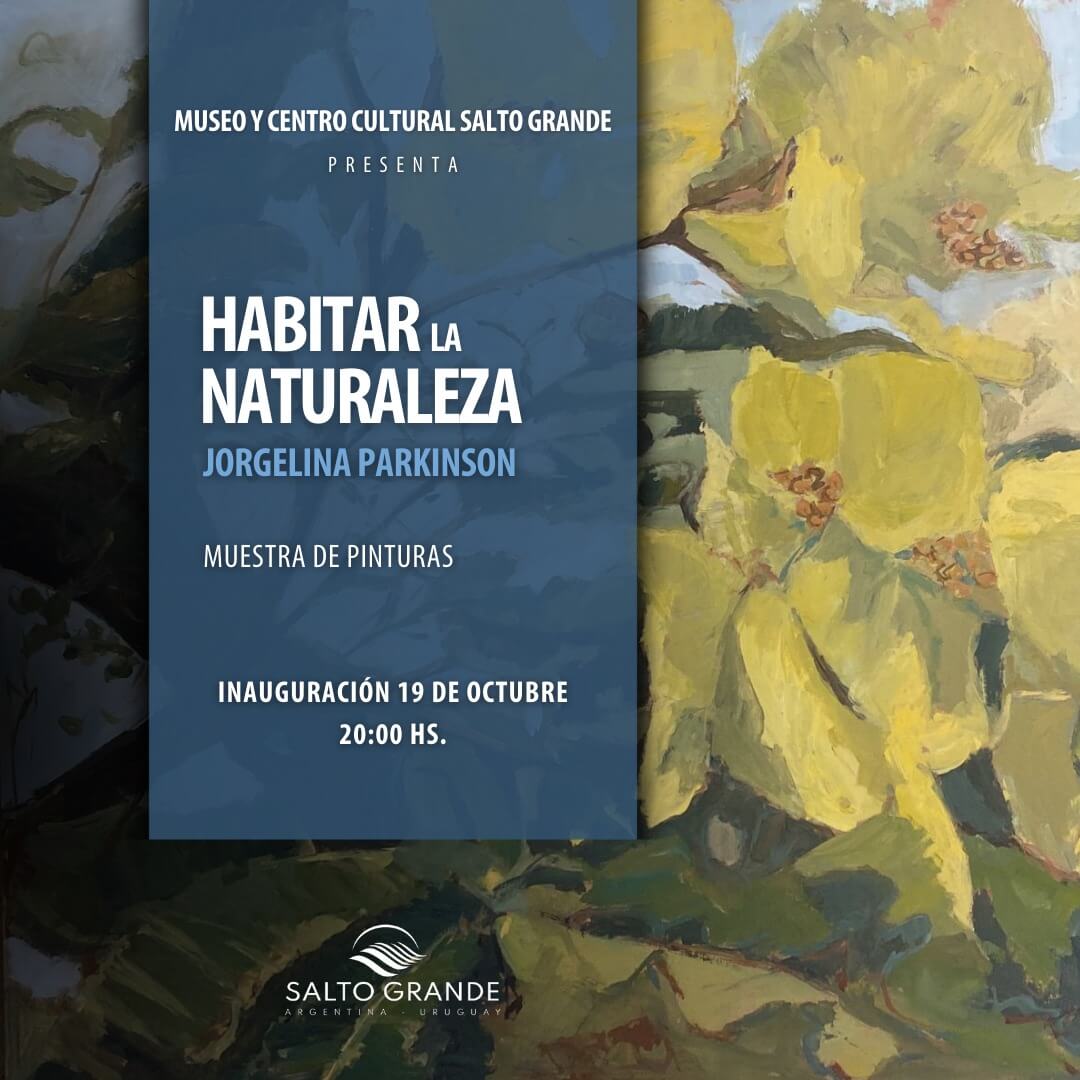 MUSEO Y CENTRO CULTURAL SALTO GRANDE
PRESENTA
HABITAR LA
NATURALEZA
JORGELINA PARKINSON
MUESTRA DE PINTURAS
INAUGURACIÓN 19 DE OCTUBRE
20:00 HS.
SALTO GRANDE
ARGENTINA - URUGUAY